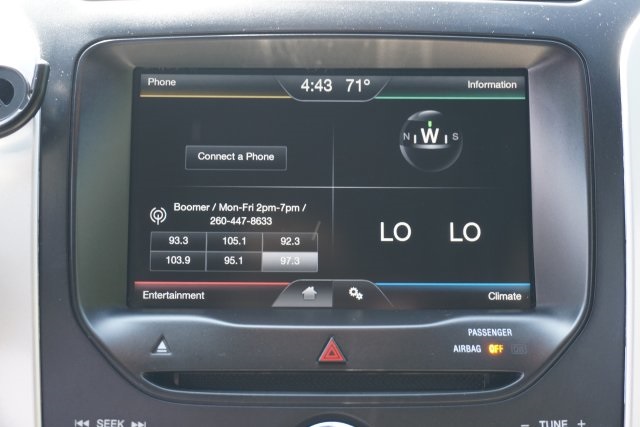 Phone 4:43 71° Information
N W S
Connect a Phone
Boomer / Mon-Fri 2pm-7pm /
260-447-8633
LO LO
93.3 105.1 92.3
103.9 95.1 97.3
Entertainment Climate
PASSENGER
AIRBAG OFF
SEEK
- TUNE +